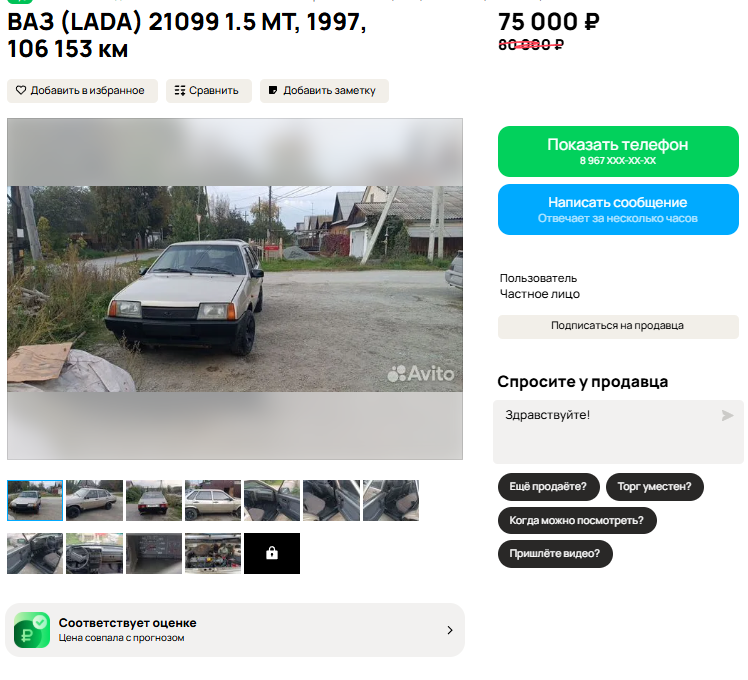 ВАЗ (LADA) 21099 1.5 MT, 1997,
106 153 км
75 000 ₽
80 000 ₽
Добавить в избранное
Сравнить
Добавить заметку
Показать телефон
8 967 XXX-XX-XX
Написать сообщение
Отвечает за несколько часов
Пользователь
Частное лицо
Подписаться на продавца
Avito
Спросите у продавца
Здравствуйте!
Ещё продаёте?
Торг уместен?
Когда можно посмотреть?
Пришлёте видео?
Соответствует оценке
Цена совпала с прогнозом